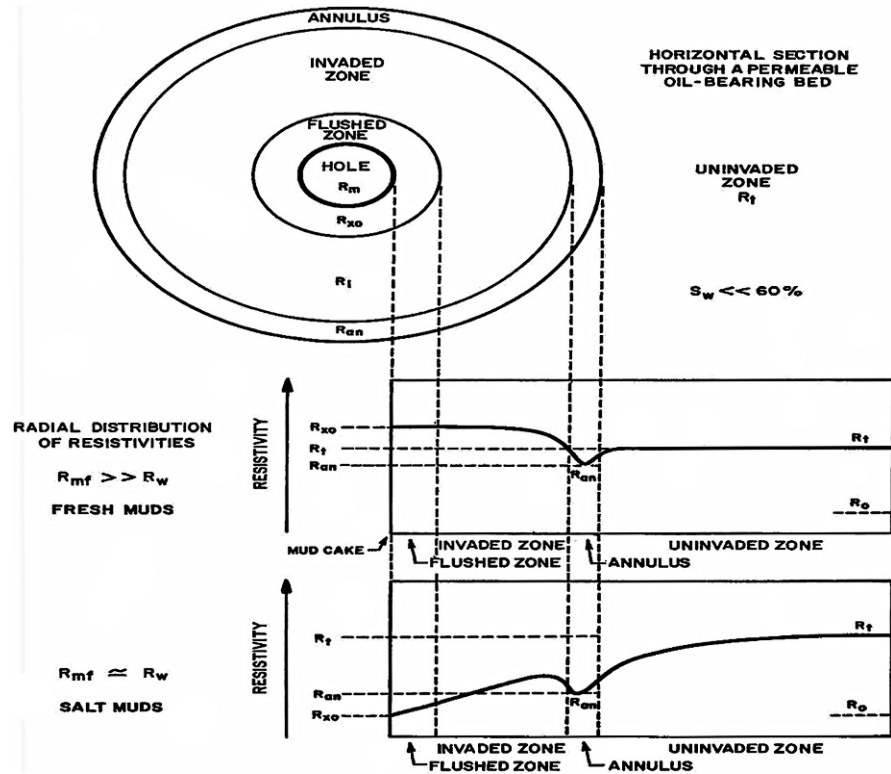 ANNULUS
INVADED
ZONE
FLUSHED
ZONE
HOLE
Rm
Rxo
Ri
Ran
HORIZONTAL SECTION
THROUGH A PERMEABLE
OIL-BEARING BED
UNINVADED
ZONE
Rt
Sw << 60%
RADIAL DISTRIBUTION
OF RESISTIVITIES
Rmf >> Rw
FRESH MUDS
RESISTIVITY
Rxo
Rt
Ran
Ran
Rt
Ro
MUD CAKE
INVADED ZONE
FLUSHED ZONE
ANNULUS
UNINVADED ZONE
Rmf ≃ Rw
SALT MUDS
RESISTIVITY
Rt
Ran
Rxo
Ran
Rt
Ro
INVADED ZONE
FLUSHED ZONE
ANNULUS
UNINVADED ZONE